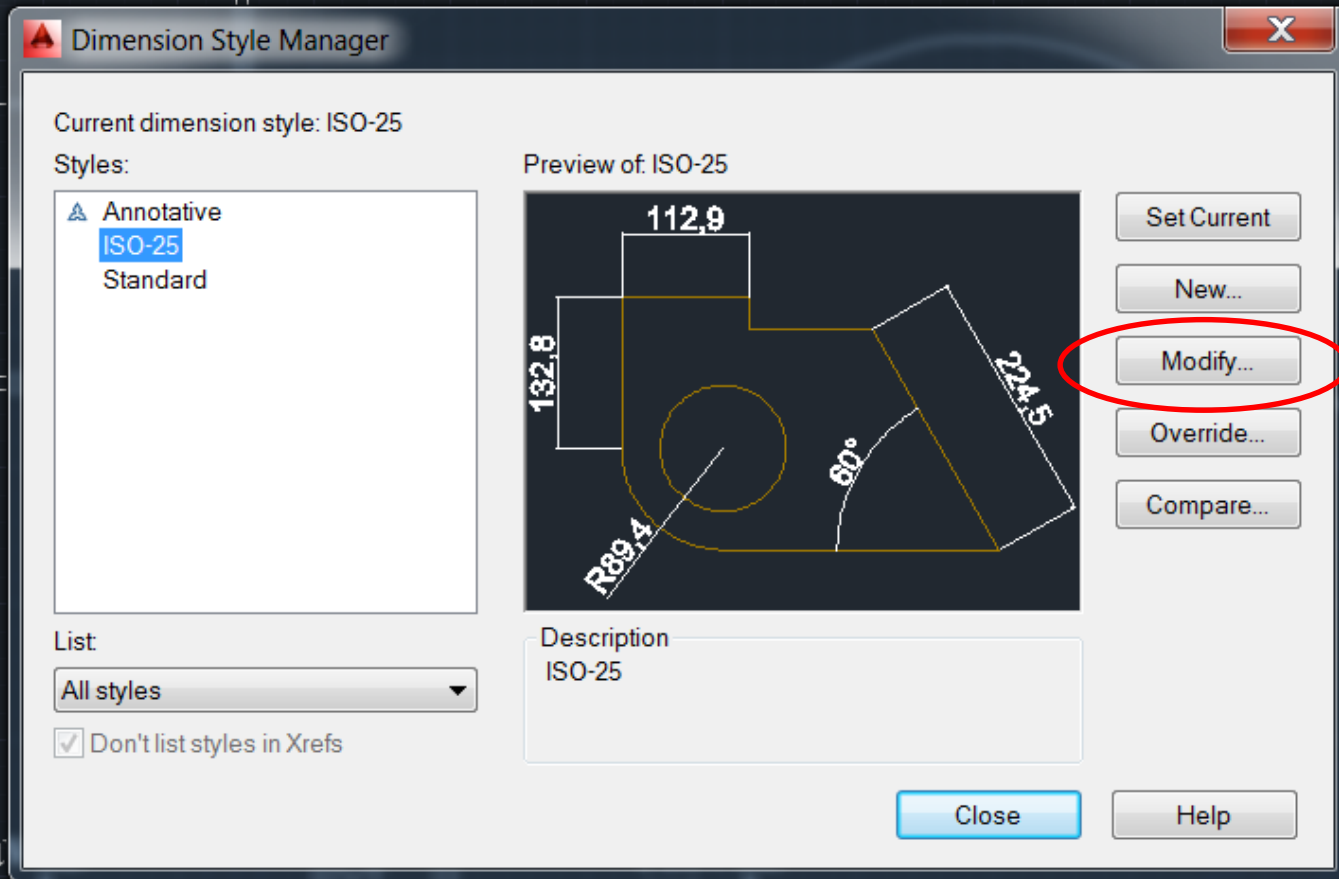 Dimension Style Manager
X
Current dimension style: ISO-25
Styles:
Annotative
ISO-25
Standard
Preview of: ISO-25
112,9
132,8
224,5
60°
R89,4
Set Current
New...
Modify...
Override...
Compare...
List:
All styles
Don't list styles in Xrefs
Description
ISO-25
Close
Help